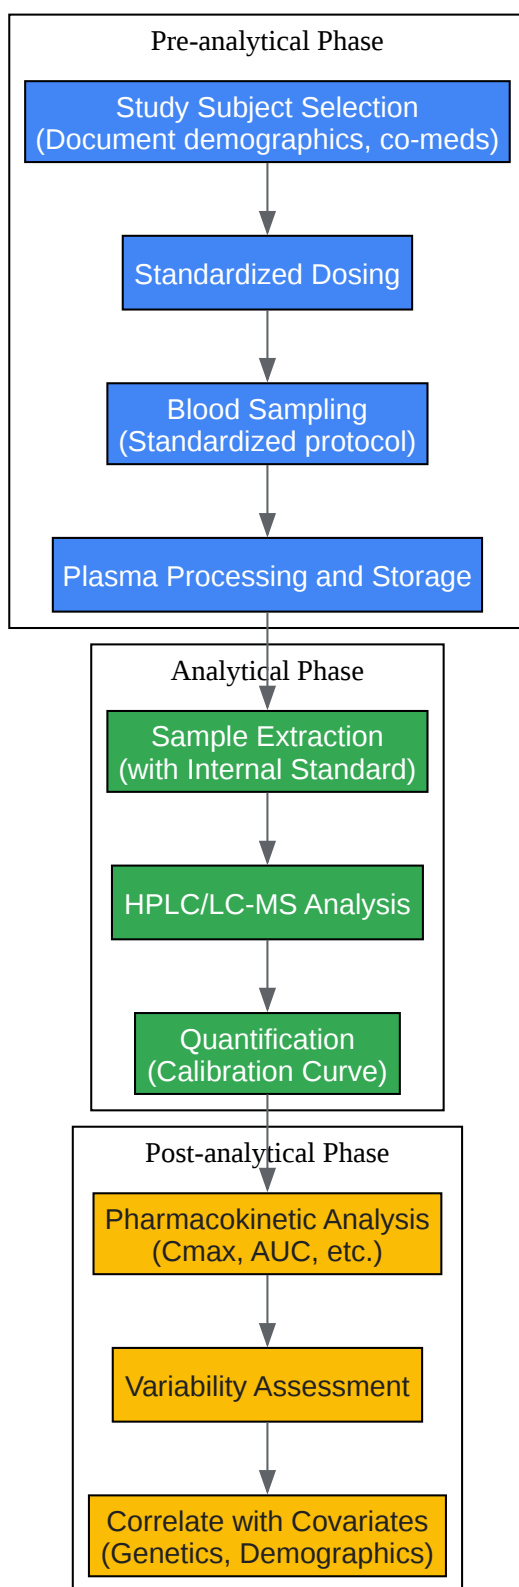 Pre-analytical Phase
Study Subject Selection
(Document demographics, co-meds)
Standardized Dosing
Blood Sampling
(Standardized protocol)
Plasma Processing and Storage
Analytical Phase
Sample Extraction
(with Internal Standard)
HPLC/LC-MS Analysis
Quantification
(Calibration Curve)
Post-analytical Phase
Pharmacokinetic Analysis
(Cmax, AUC, etc.)
Variability Assessment
Correlate with Covariates
(Genetics, Demographics)